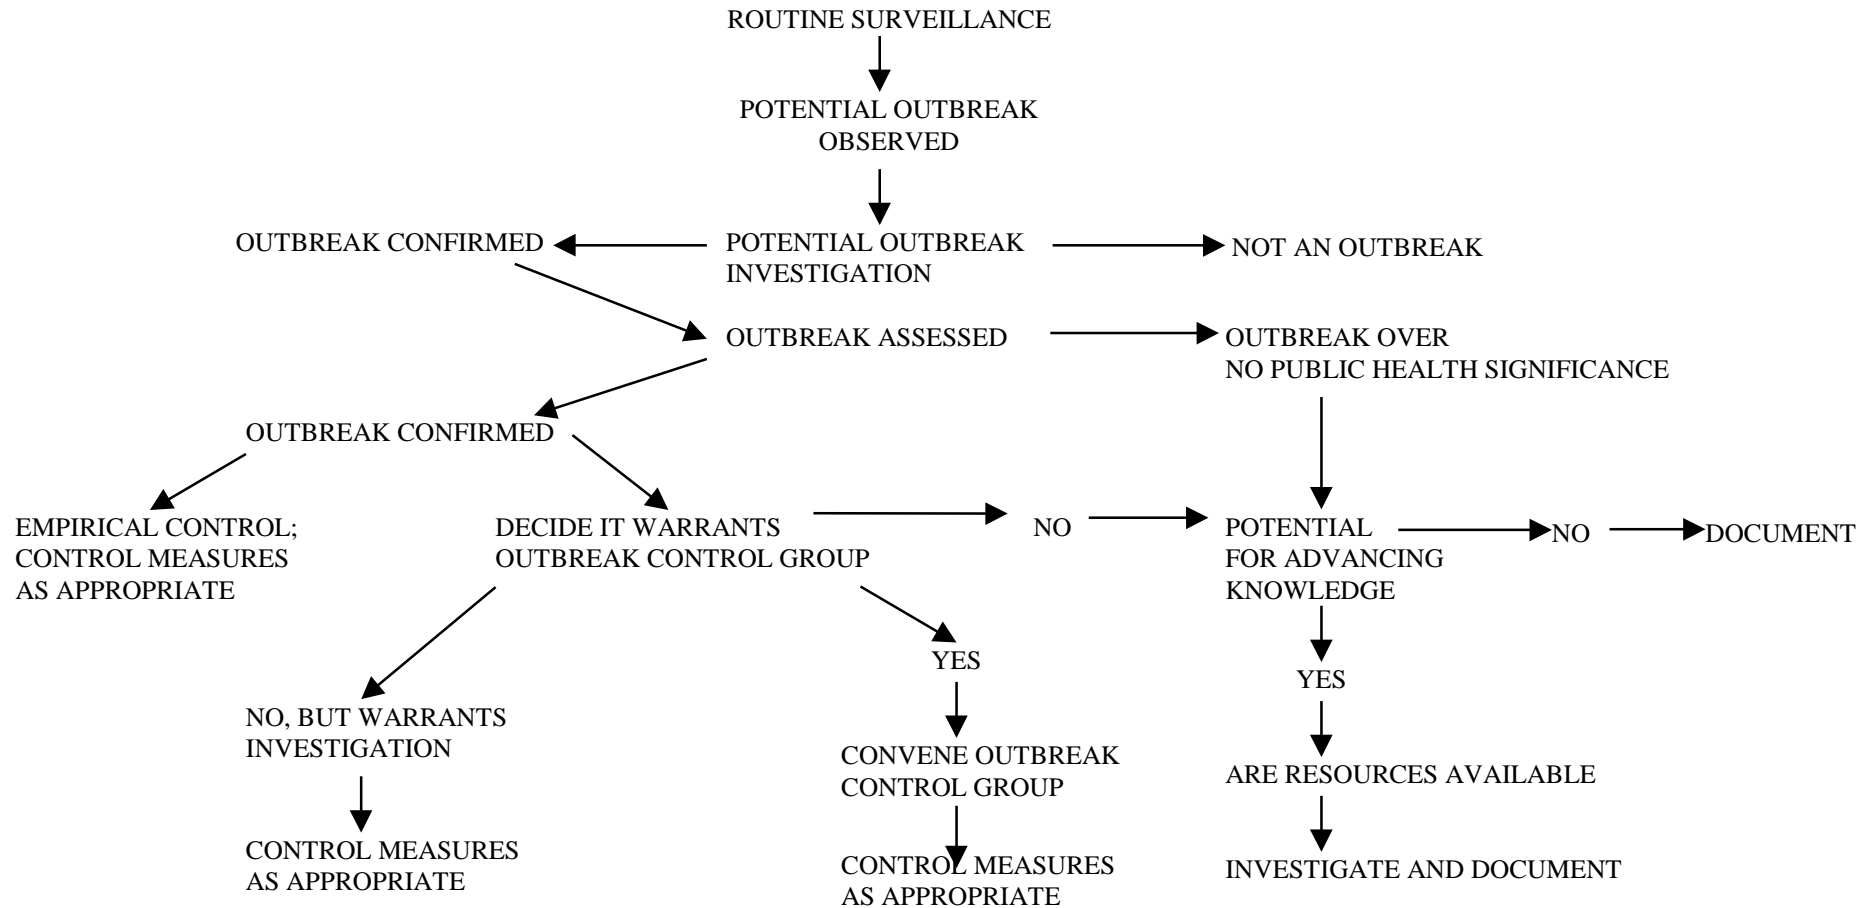 ROUTINE SURVEILLANCE
POTENTIAL OUTBREAK
OBSERVED
OUTBREAK CONFIRMED
POTENTIAL OUTBREAK
INVESTIGATION
NOT AN OUTBREAK
OUTBREAK ASSESSED
OUTBREAK OVER
NO PUBLIC HEALTH SIGNIFICANCE
OUTBREAK CONFIRMED
EMPIRICAL CONTROL;
CONTROL MEASURES
AS APPROPRIATE
DECIDE IT WARRANTS
OUTBREAK CONTROL GROUP
NO
POTENTIAL
FOR ADVANCING
KNOWLEDGE
NO
DOCUMENT
YES
YES
NO, BUT WARRANTS
INVESTIGATION
CONVENE OUTBREAK
CONTROL GROUP
ARE RESOURCES AVAILABLE
CONTROL MEASURES
AS APPROPRIATE
CONTROL MEASURES
AS APPROPRIATE
INVESTIGATE AND DOCUMENT